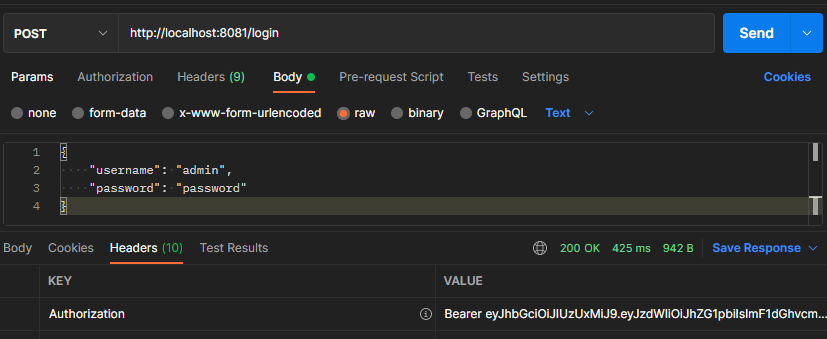 POST http://localhost:8081/login Send
Params Authorization Headers (9) Body Pre-request Script Tests Settings Cookies
none form-data x-www-form-urlencoded raw binary GraphQL Text
1 {
2 "username": "admin",
3 "password": "password"
4 }
Body Cookies Headers (10) Test Results 200 OK 425 ms 942 B Save Response
KEY VALUE
Authorization Bearer eyJhbGciOiJIUzUxMiJ9.eyJzdWIiOiJhZG1pbiIsImF1dGhvcm...